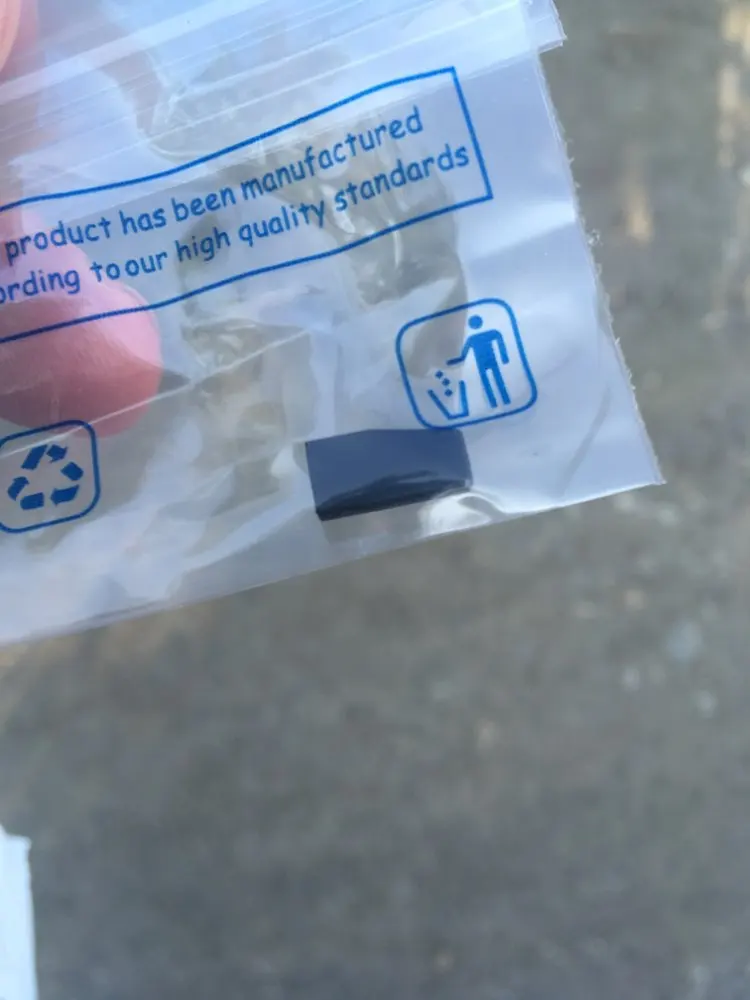 product has been manufactured
ording to our high quality standards